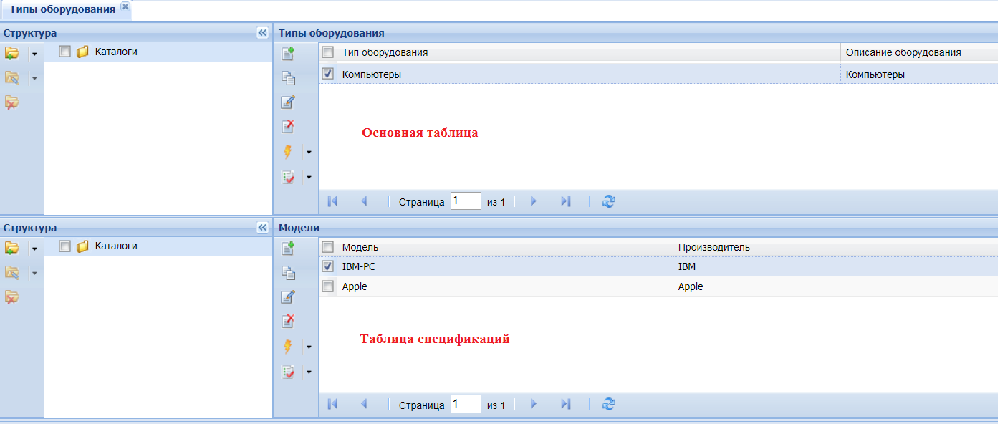 Типы оборудования
Структура
Типы оборудования
Каталоги
Тип оборудования Описание оборудования
Компьютеры Компьютеры
Основная таблица
Страница 1 из 1
Структура
Модели
Каталоги
Модель Производитель
IBM-PC IBM
Apple Apple
Таблица спецификаций
Страница 1 из 1